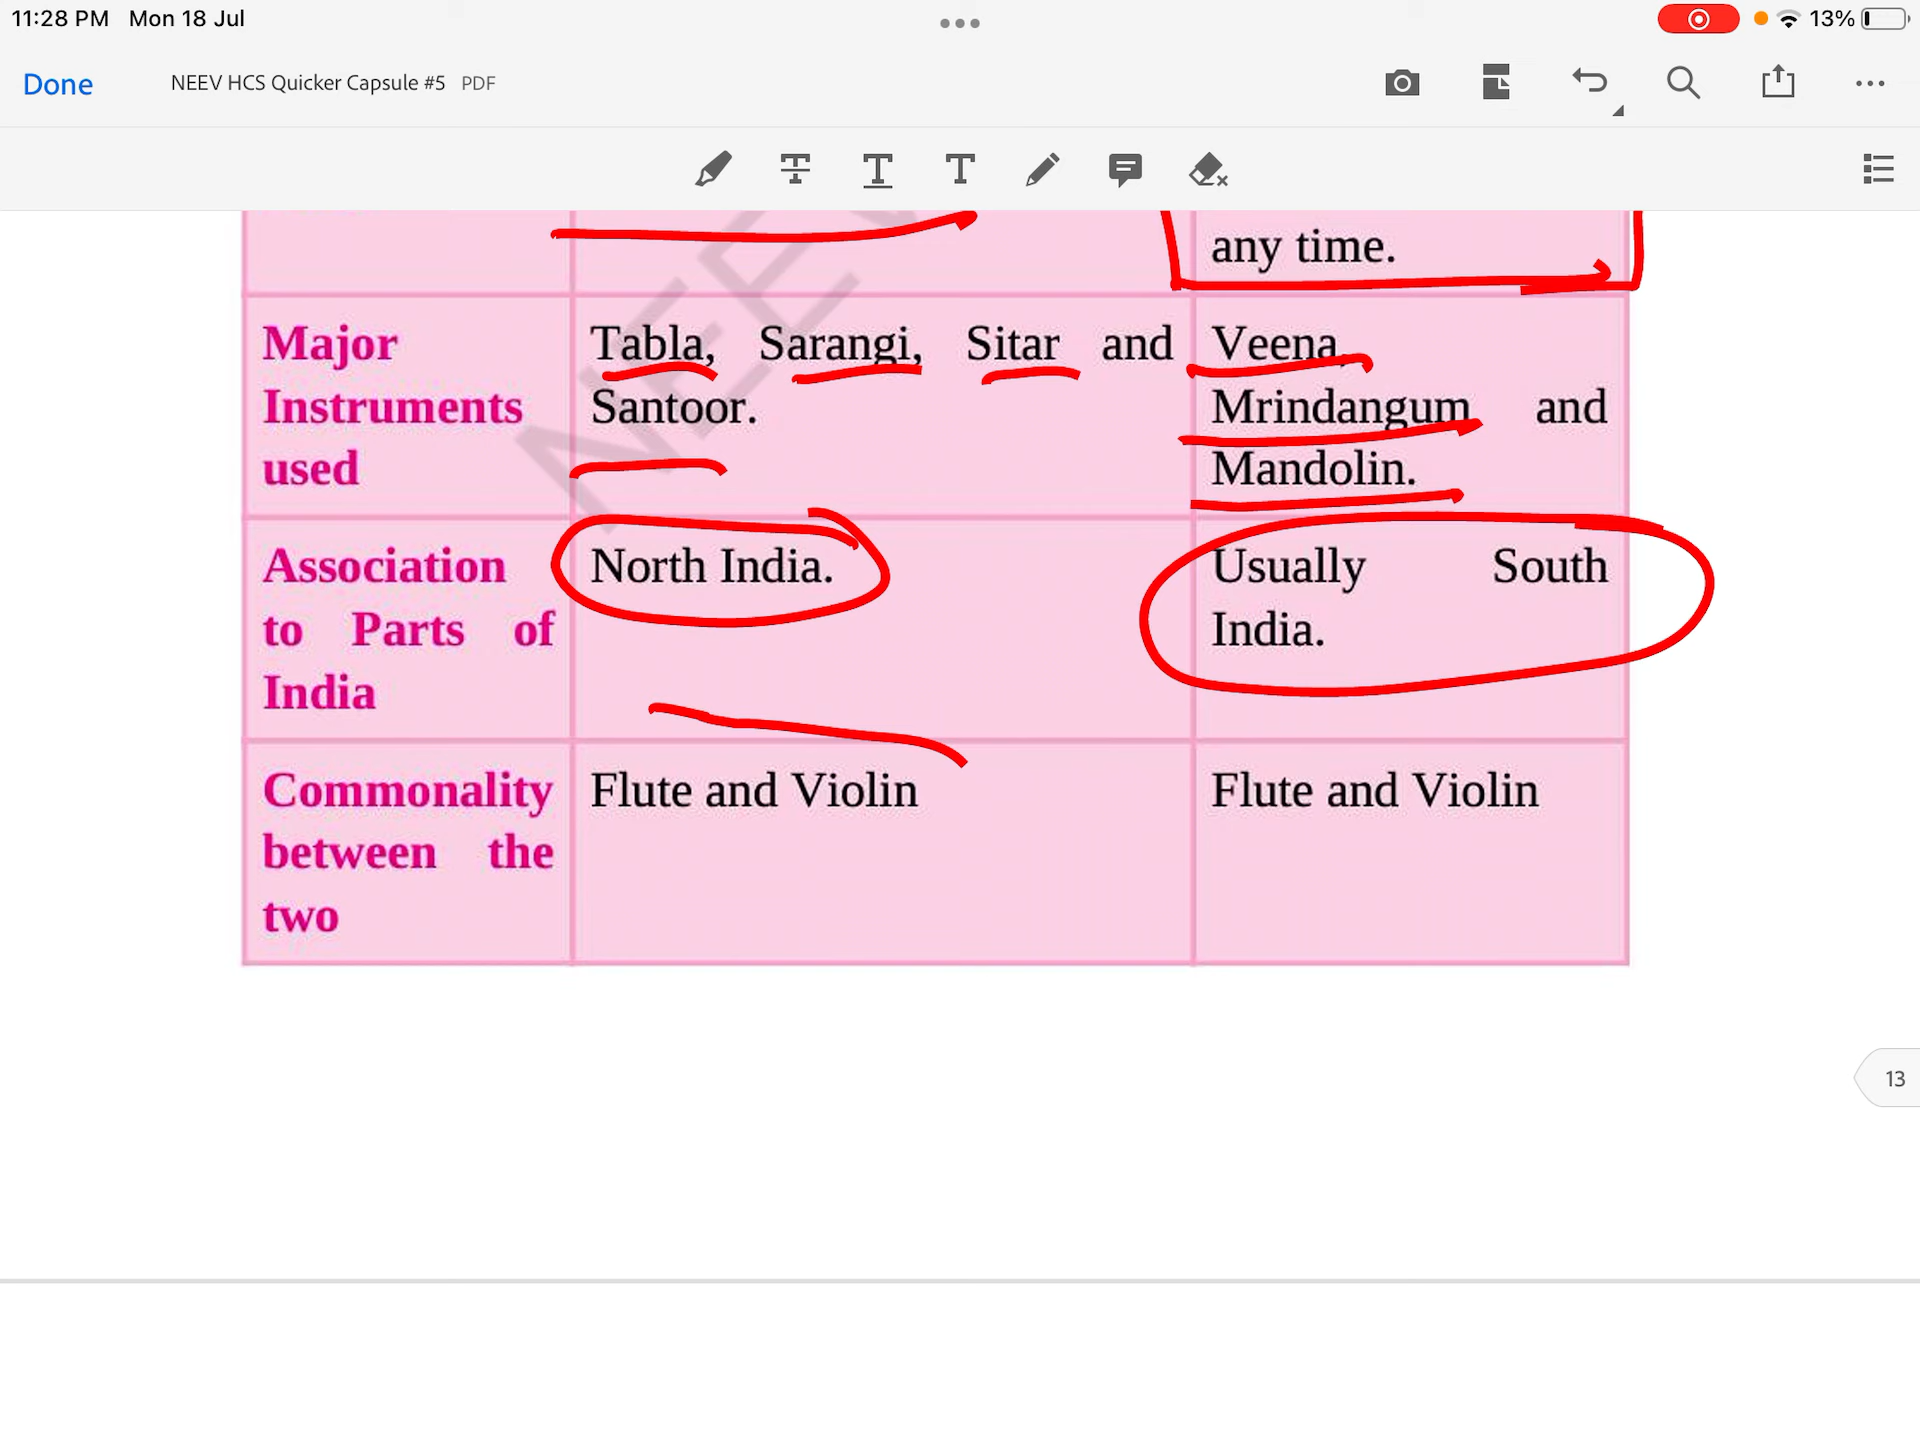 11:28 PM Mon 18 Jul
13%
Done
NEEV HCS Quicker Capsule #5 PDF
any time.
Major Instruments used
Tabla, Sarangi, Sitar and
Santoor.
Veena,
Mrindangum and
Mandolin.
Association
to Parts of
India
North India.
Usually South
India.
Commonality
between the
two
Flute and Violin
Flute and Violin
13
NEEV